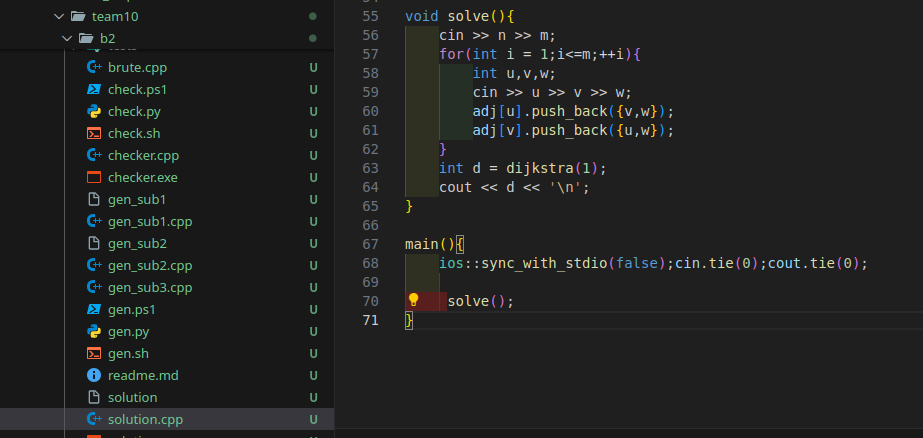 team10
b2
brute.cpp U
check.ps1 U
check.py U
check.sh U
checker.cpp U
checker.exe U
gen_sub1 U
gen_sub1.cpp U
gen_sub2 U
gen_sub2.cpp U
gen_sub3.cpp U
gen.ps1 U
gen.py U
gen.sh U
readme.md U
solution U
solution.cpp U
55 void solve(){
56 cin >> n >> m;
57 for(int i = 1;i<=m;++i){
58 int u,v,w;
59 cin >> u >> v >> w;
60 adj[u].push_back({v,w});
61 adj[v].push_back({u,w});
62 }
63 int d = dijkstra(1);
64 cout << d << '\n';
65 }
66
67 main(){
68 ios::sync_with_stdio(false);cin.tie(0);cout.tie(0);
69
70 solve();
71 }